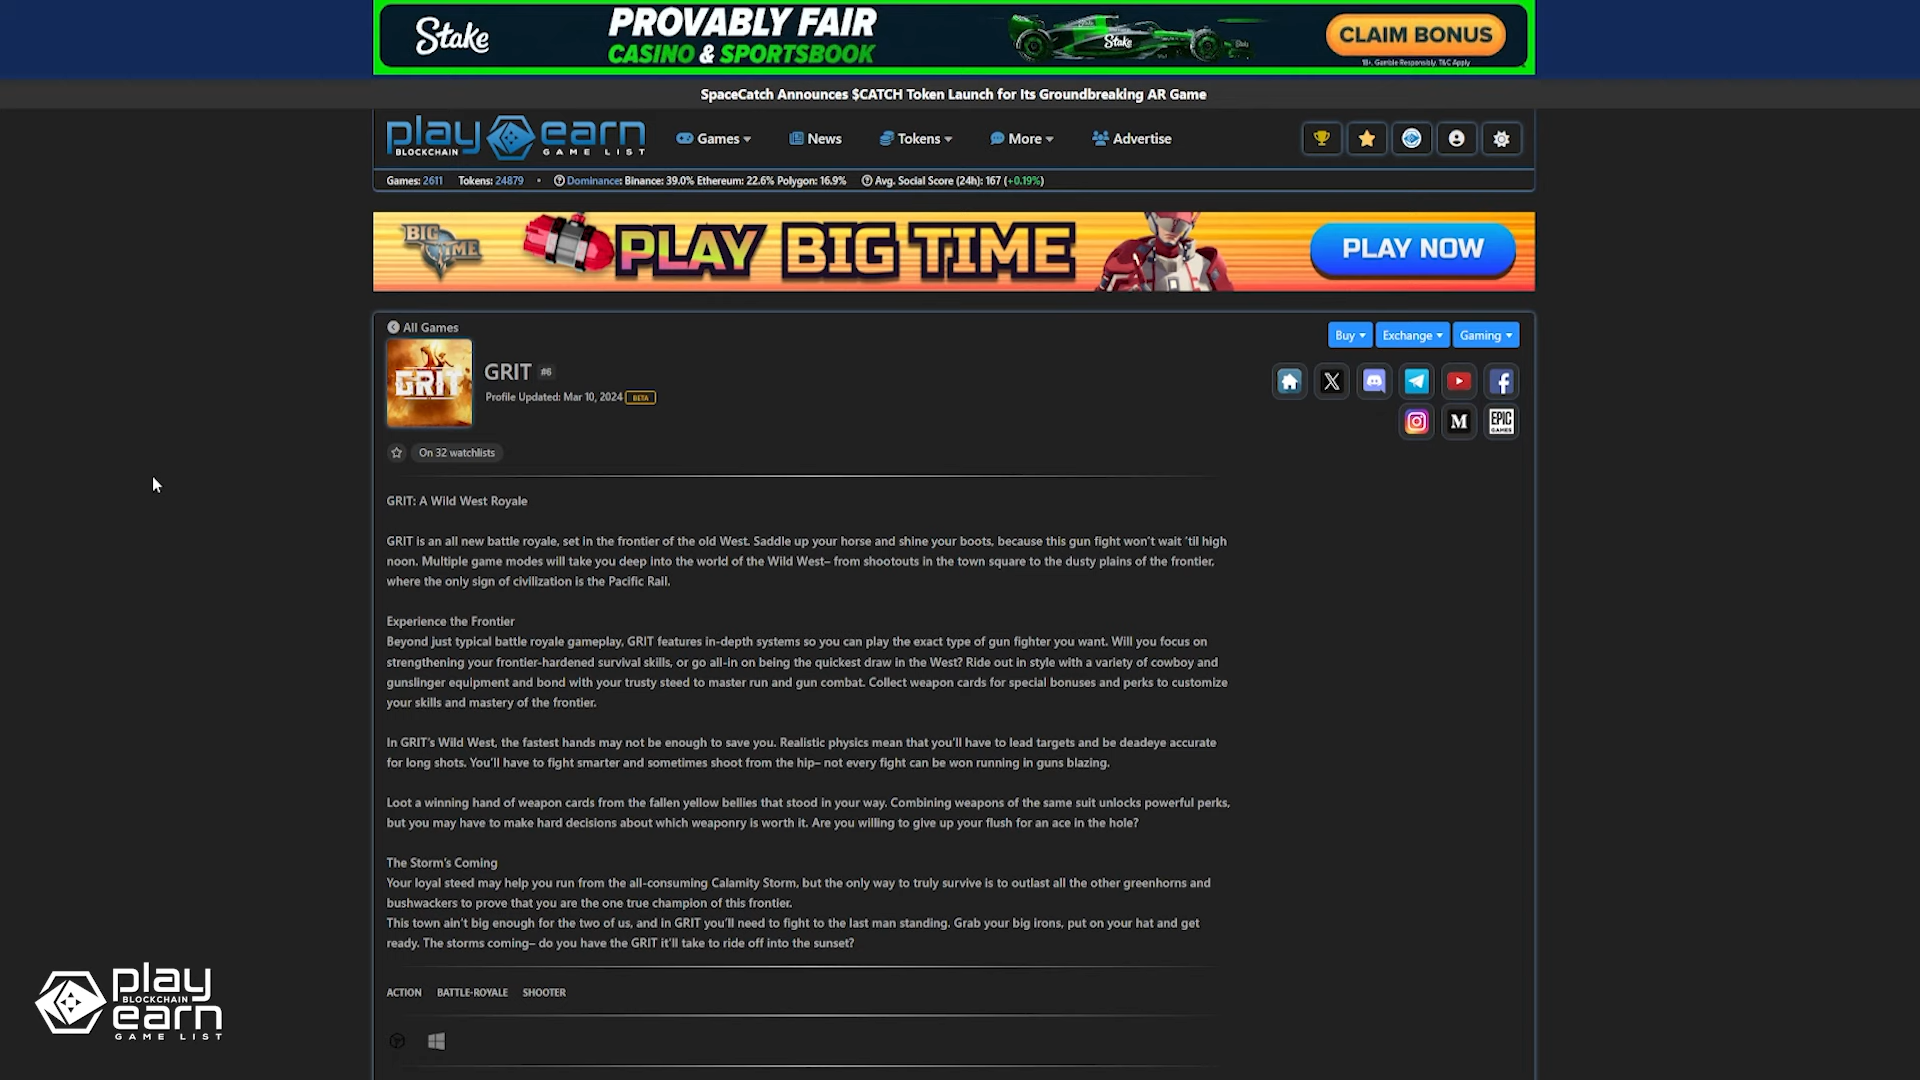 Stake
PROVABLY FAIR
CASINO & SPORTSBOOK
Stake
CLAIM BONUS
18+, Gamble Responsibly, T&C Apply
SpaceCatch Announces $CATCH Token Launch for Its Groundbreaking AR Game
play earn
BLOCKCHAIN GAME LIST
Games News Tokens More Advertise
Games: 2611 Tokens: 24879 • Dominance: Binance: 39.0% Ethereum: 22.6% Polygon: 16.9% Avg. Social Score (24h): 167 (+0.19%)
BIG TIME
PLAY BIG TIME
PLAY NOW
All Games
Buy Exchange Gaming
GRIT
GRIT #6
Profile Updated: Mar 10, 2024 BETA
EPIC GAMES
On 32 watchlists
GRIT: A Wild West Royale
GRIT is an all new battle royale, set in the frontier of the old West. Saddle up your horse and shine your boots, because this gun fight won't wait 'til high
noon. Multiple game modes will take you deep into the world of the Wild West– from shootouts in the town square to the dusty plains of the frontier,
where the only sign of civilization is the Pacific Rail.
Experience the Frontier
Beyond just typical battle royale gameplay, GRIT features in-depth systems so you can play the exact type of gun fighter you want. Will you focus on
strengthening your frontier-hardened survival skills, or go all-in on being the quickest draw in the West? Ride out in style with a variety of cowboy and
gunslinger equipment and bond with your trusty steed to master run and gun combat. Collect weapon cards for special bonuses and perks to customize
your skills and mastery of the frontier.
In GRIT's Wild West, the fastest hands may not be enough to save you. Realistic physics mean that you'll have to lead targets and be deadeye accurate
for long shots. You'll have to fight smarter and sometimes shoot from the hip– not every fight can be won running in guns blazing.
Loot a winning hand of weapon cards from the fallen yellow bellies that stood in your way. Combining weapons of the same suit unlocks powerful perks,
but you may have to make hard decisions about which weaponry is worth it. Are you willing to give up your flush for an ace in the hole?
The Storm's Coming
Your loyal steed may help you run from the all-consuming Calamity Storm, but the only way to truly survive is to outlast all the other greenhorns and
bushwackers to prove that you are the one true champion of this frontier.
This town ain't big enough for the two of us, and in GRIT you'll need to fight to the last man standing. Grab your big irons, put on your hat and get
ready. The storms coming– do you have the GRIT it'll take to ride off into the sunset?
ACTION BATTLE-ROYALE SHOOTER
play
BLOCKCHAIN
earn
GAME LIST